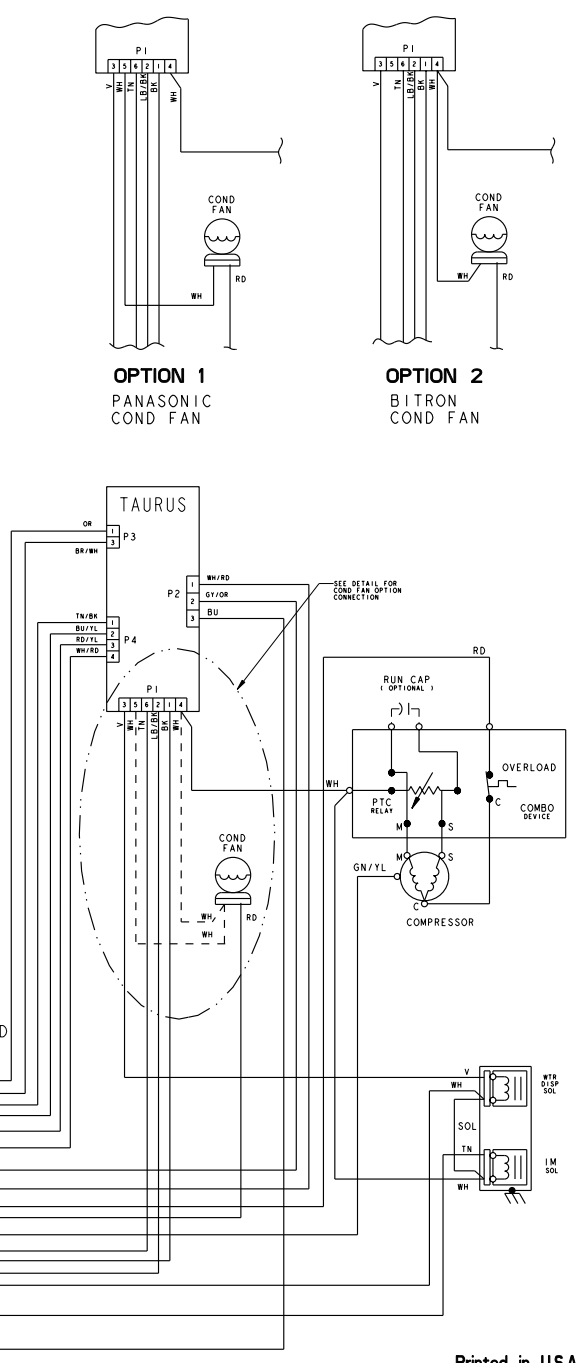 P1
3 5 6 2 1 4
V
WH
TN
LB/BK
BK
WH
COND
FAN
RD
WH
OPTION 1
PANASONIC
COND FAN
P1
3 5 6 2 1 4
V
TN
LB/BK
BK
WH
COND
FAN
WH
RD
OPTION 2
BITRON
COND FAN
TAURUS
OR
1
P3
3
BR/WH
WH/RD
1
P2
2
GY/OR
3
BU
SEE DETAIL FOR
COND FAN OPTION
CONNECTION
TN/BK
1
BU/YL
2
P4
RD/YL
3
WH/RD
4
P1
3 5 6 2 1 4
V
WH
TN
LB/BK
BK
WH
RD
RUN CAP
( OPTIONAL )
OVERLOAD
WH
PTC
RELAY
C
COMBO
DEVICE
M
S
COND
FAN
GN/YL
M
S
C
COMPRESSOR
WH
RD
WH
D
V
WTR
DISP
SOL
WH
SOL
TN
IM
SOL
WH
Printed in U.S.A